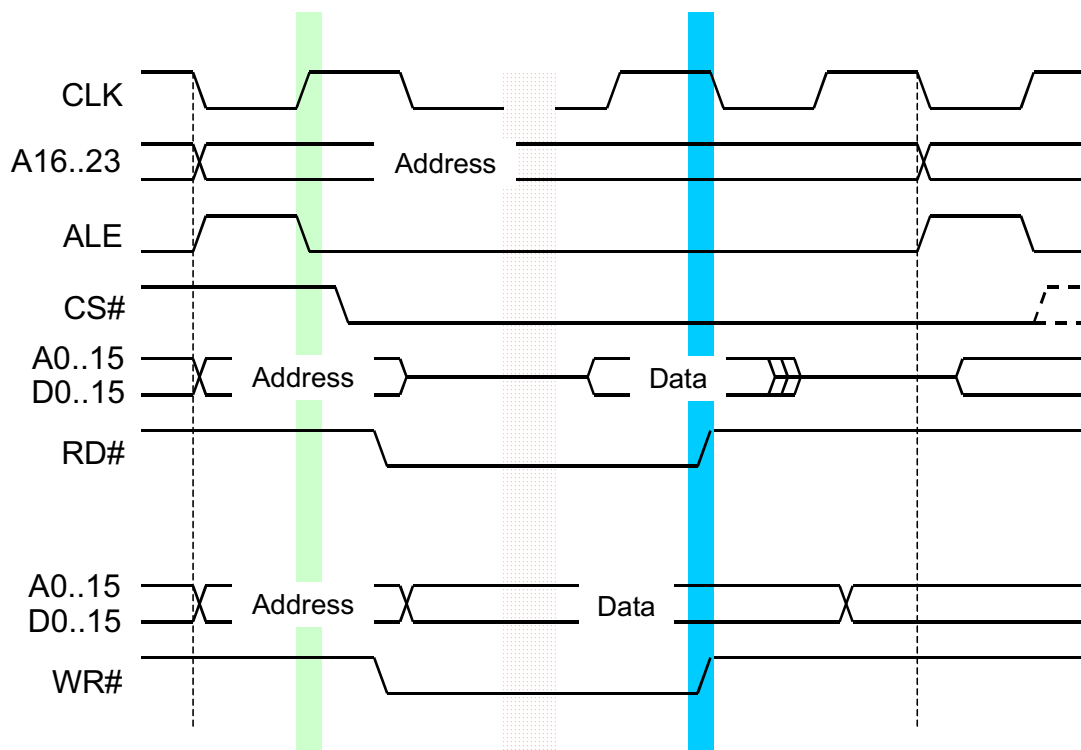 CLK
A16..23
Address
ALE
CS#
A0..15
D0..15
Address
Data
RD#
A0..15
D0..15
Address
Data
WR#